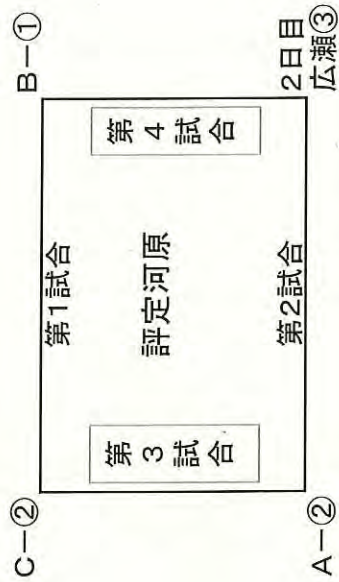 C－② B－①
第1試合
第3試合
評定河原
第4試合
第2試合
A－② 2日目
広瀬③